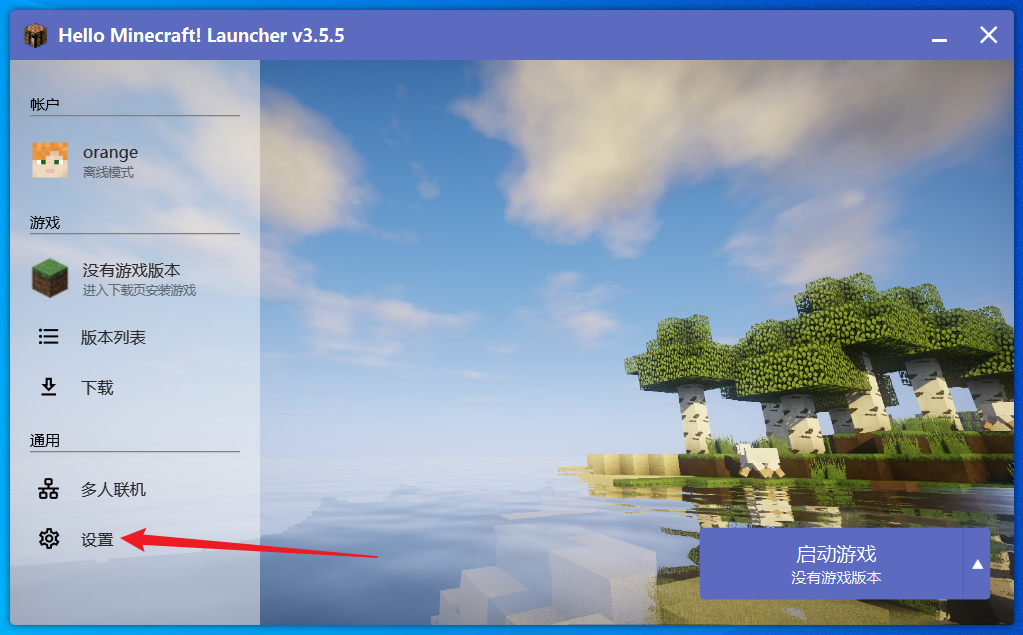 Hello Minecraft! Launcher v3.5.5
帐户
orange
离线模式
游戏
没有游戏版本
进入下载页安装游戏
版本列表
下载
通用
多人联机
设置
启动游戏
没有游戏版本